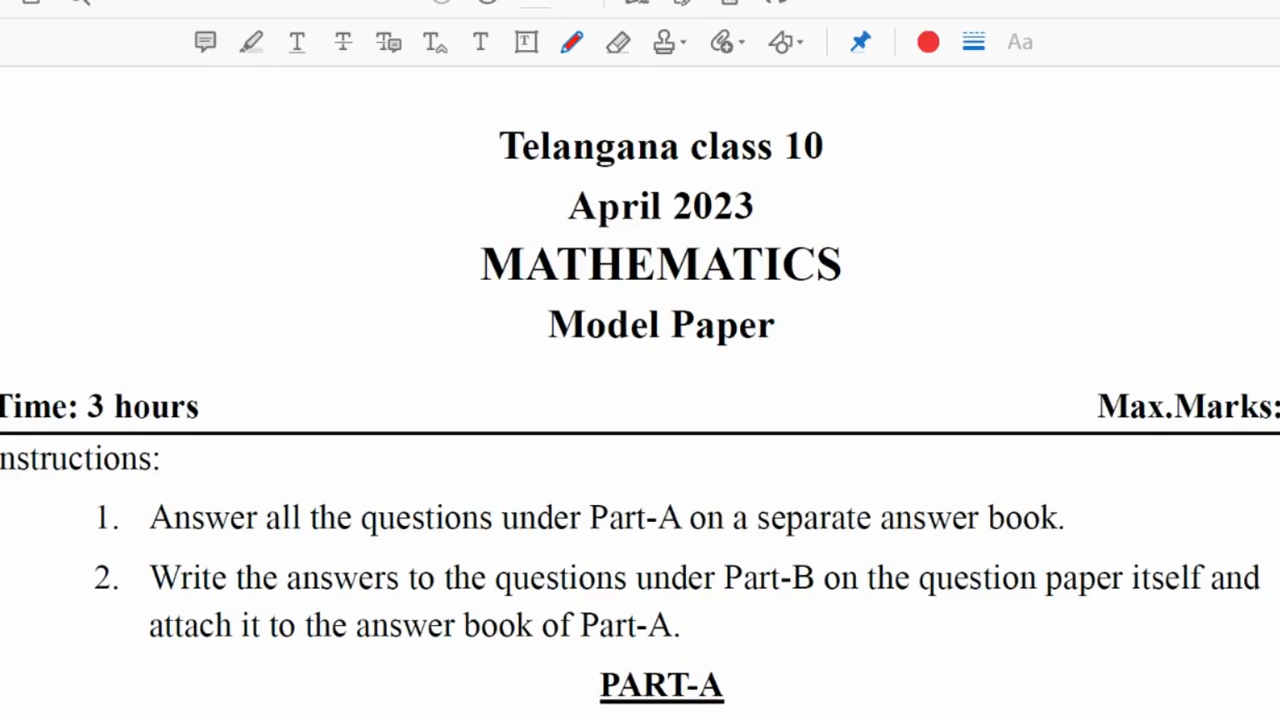 Aa
Telangana class 10
April 2023
MATHEMATICS
Model Paper
Time: 3 hours
Max.Marks:
nstructions:
1. Answer all the questions under Part-A on a separate answer book.
2. Write the answers to the questions under Part-B on the question paper itself and
attach it to the answer book of Part-A.
PART-A